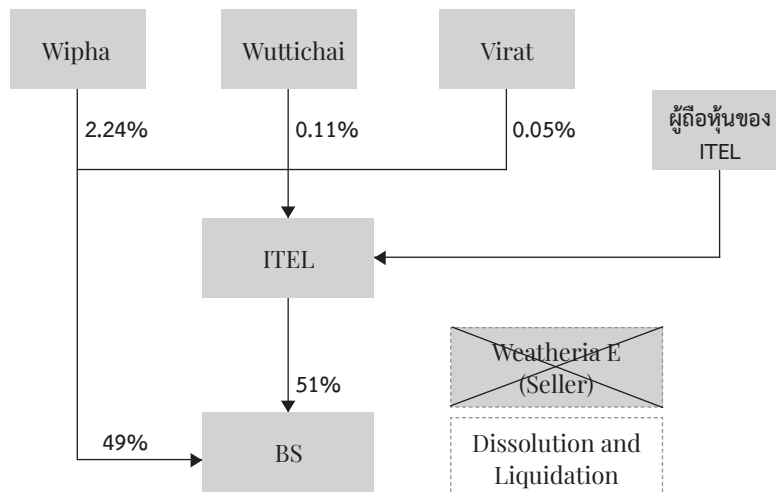 Wipha
Wuttichai
Virat
2.24%
0.11%
0.05%
ผู้ถือหุ้นของ
ITEL
ITEL
Weatheria E
(Seller)
51%
49%
BS
Dissolution and
Liquidation